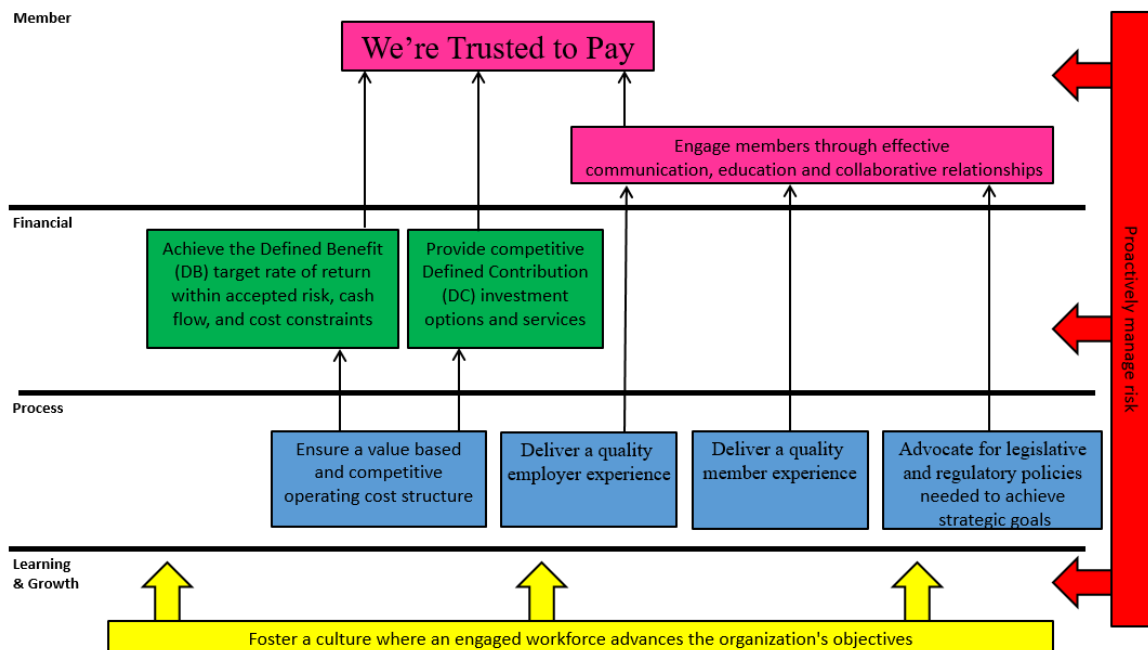 Member
We're Trusted to Pay
Engage members through effective
communication, education and collaborative relationships
Financial
Achieve the Defined Benefit
(DB) target rate of return
within accepted risk, cash
flow, and cost constraints
Provide competitive
Defined Contribution
(DC) investment
options and services
Process
Ensure a value based
and competitive
operating cost structure
Deliver a quality
employer experience
Deliver a quality
member experience
Advocate for legislative
and regulatory policies
needed to achieve
strategic goals
Learning
& Growth
Foster a culture where an engaged workforce advances the organization's objectives
Proactively manage risk